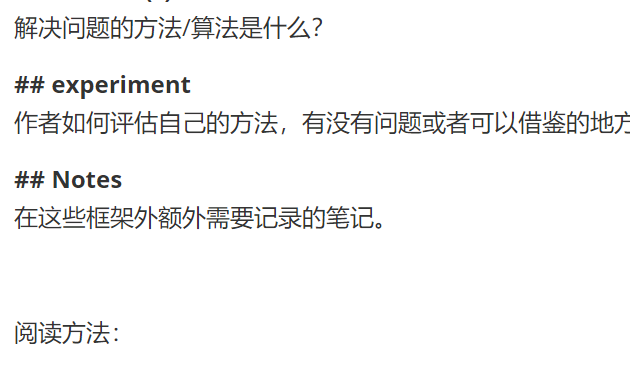 解决问题的方法/算法是什么？
## experiment
作者如何评估自己的方法，有没有问题或者可以借鉴的地方
## Notes
在这些框架外额外需要记录的笔记。
阅读方法：